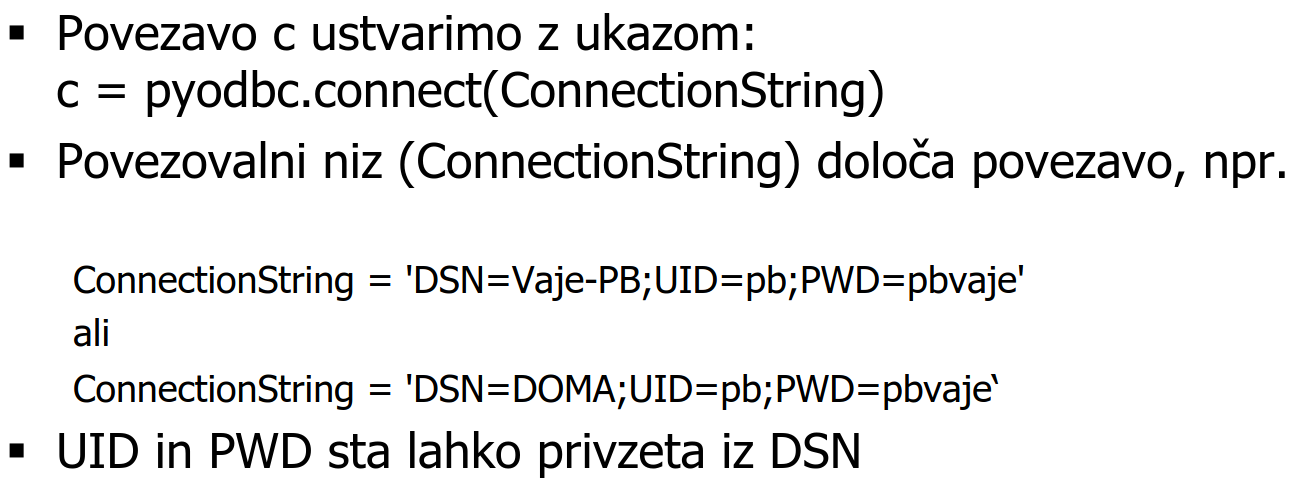 ▪ Povezavo c ustvarimo z ukazom:
c = pyodbc.connect(ConnectionString)
▪ Povezovalni niz (ConnectionString) določa povezavo, npr.
ConnectionString = 'DSN=Vaje-PB;UID=pb;PWD=pbvaje'
ali
ConnectionString = 'DSN=DOMA;UID=pb;PWD=pbvaje‘
▪ UID in PWD sta lahko privzeta iz DSN